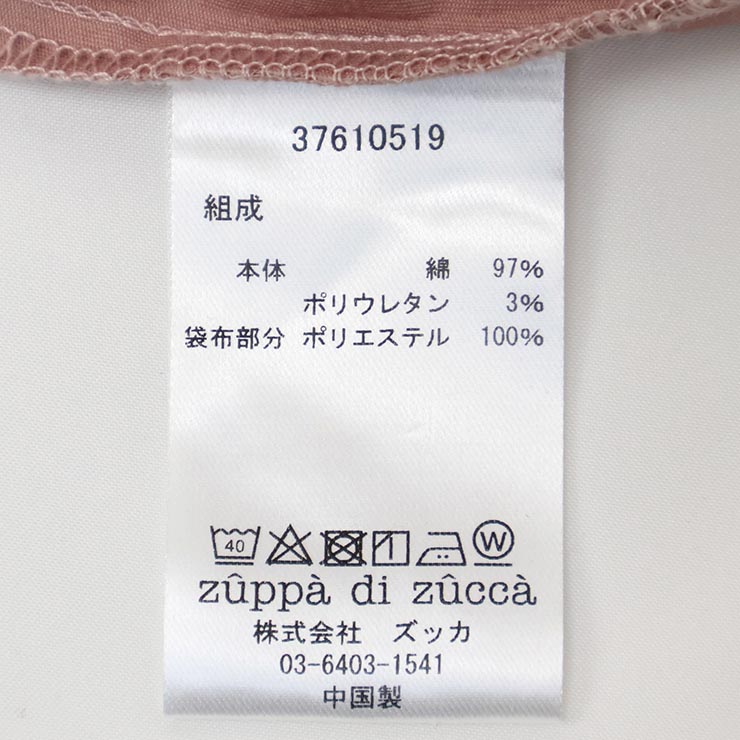 37610519
組成
本体 綿 97%
ポリウレタン 3%
袋布部分 ポリエステル 100%
40 W
zûppà di zûccà
株式会社 ズッカ
03-6403-1541
中国製